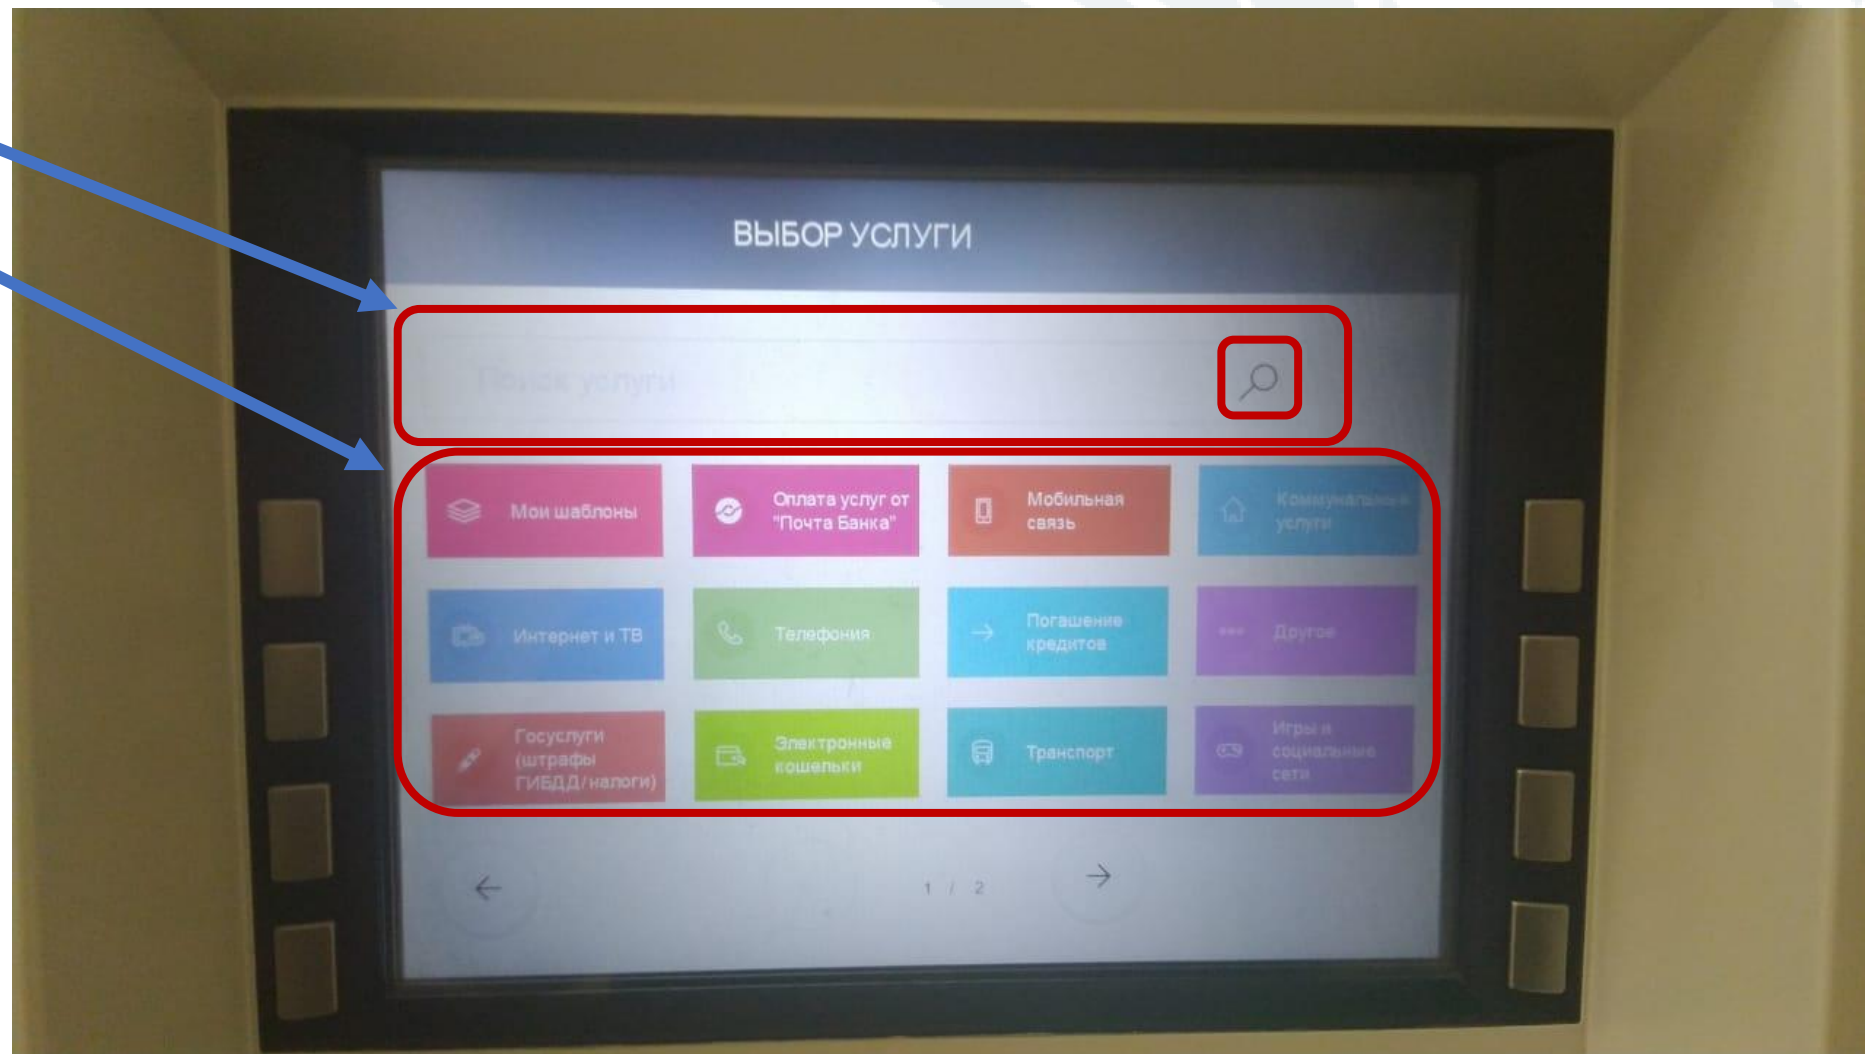 ВЫБОР УСЛУГИ
Поиск услуги
Мои шаблоны
Оплата услуг от
"Почта Банка"
Мобильная
связь
Коммунальные
услуги
Интернет и ТВ
Телефония
Погашение
кредитов
Другое
Госуслуги
(штрафы
ГИБДД/налоги)
Электронные
кошельки
Транспорт
Игры и
социальные
сети
1 / 2